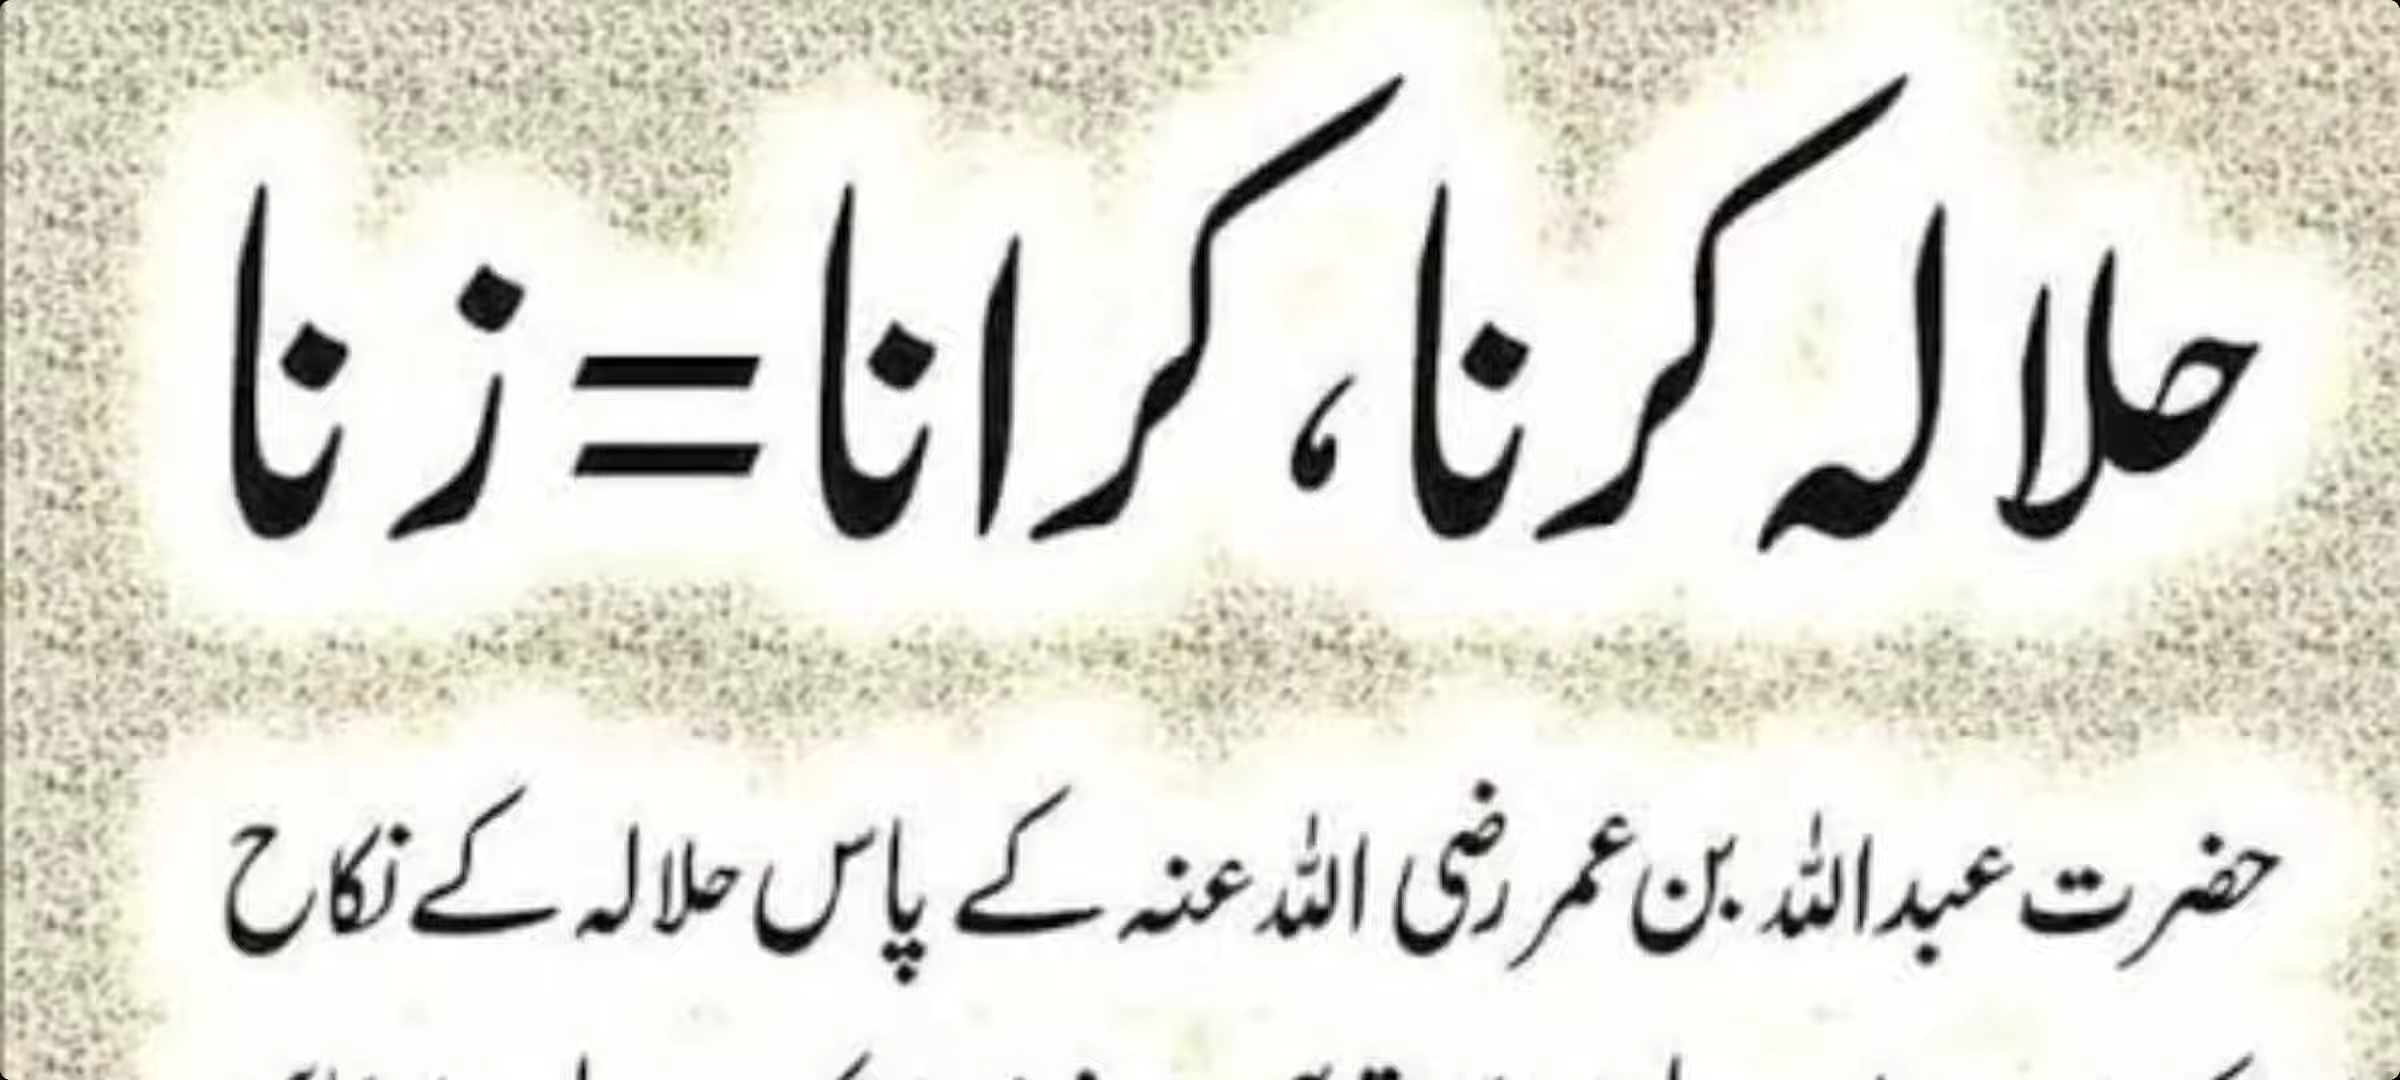 حلالہ کرنا، کرانا = زنا
حضرت عبداللہ بن عمر رضی اللہ عنہ کے پاس حلالہ کے نکاح